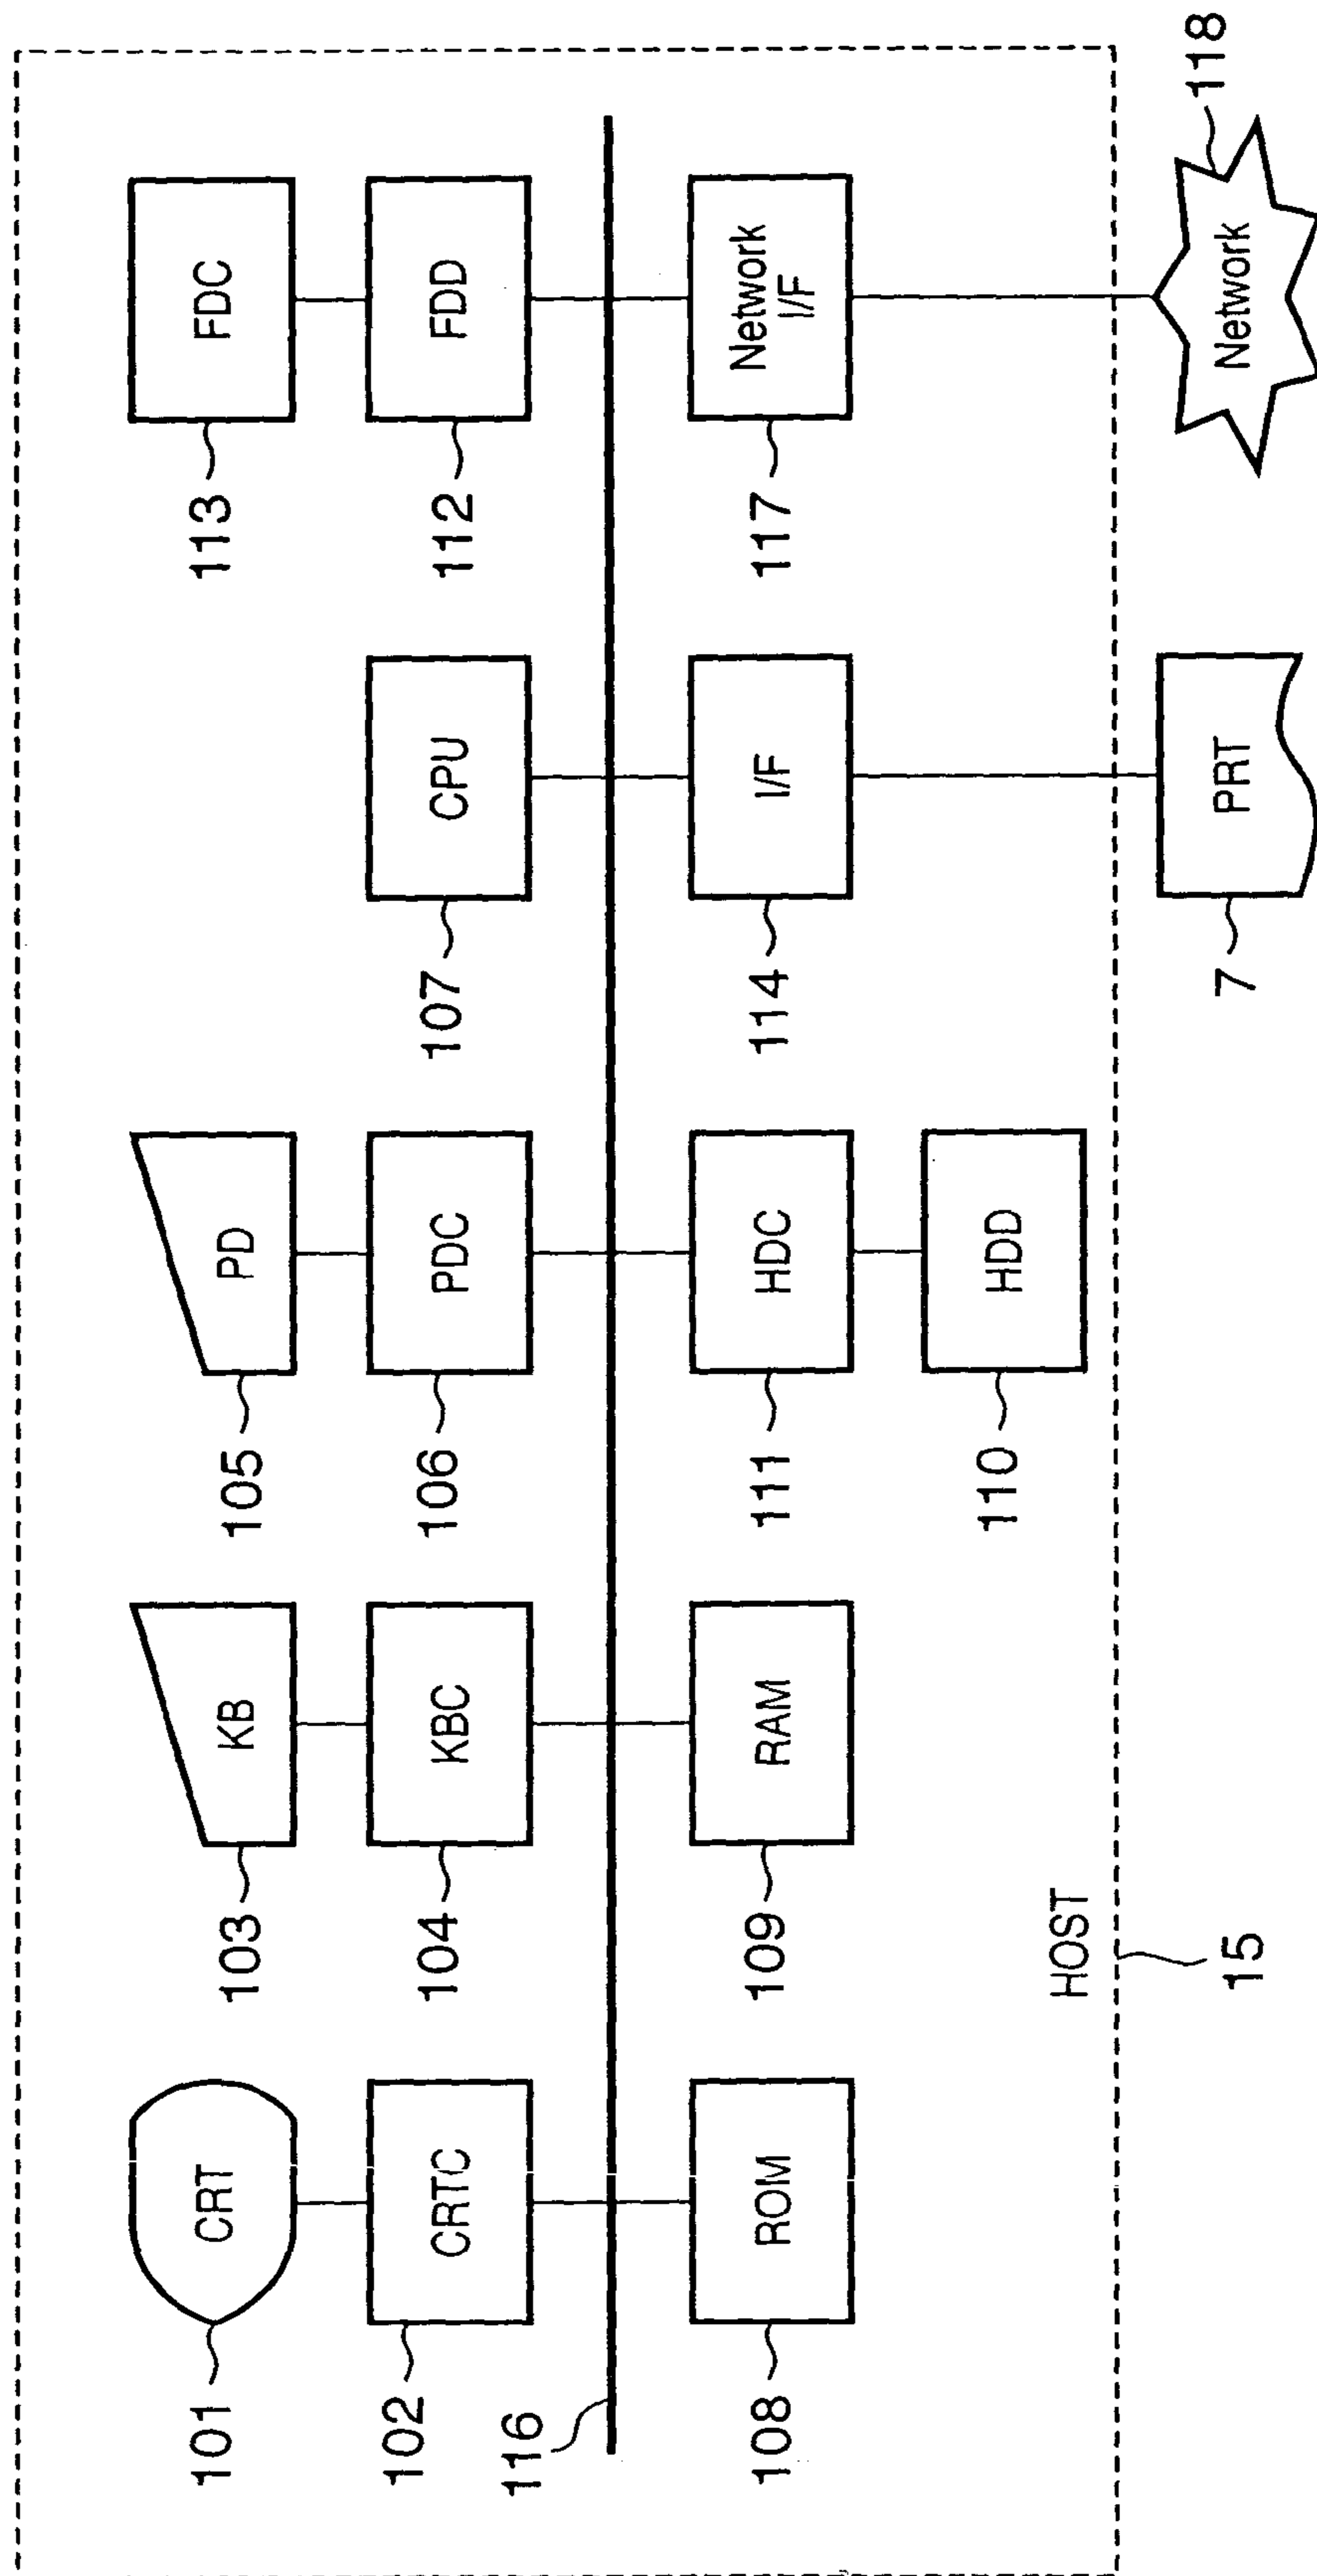 CRT
101
CRTC
102
116
ROM
108
KB
103
KBC
104
RAM
109
PD
105
PDC
106
HDC
111
HDD
110
CPU
107
I/F
114
PRT
7
FDC
113
FDD
112
Network
I/F
117
Network
118
HOST
15